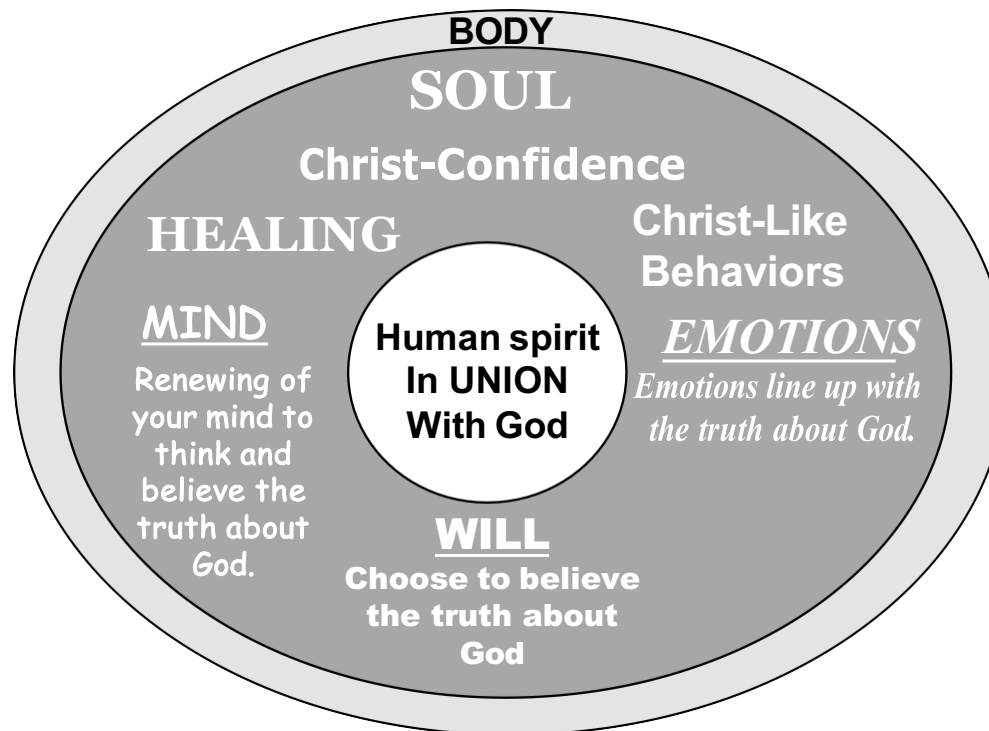 BODY
SOUL
Christ-Confidence
HEALING
Christ-Like
Behaviors
MIND
Renewing of
your mind to
think and
believe the
truth about
God.
Human spirit
In UNION
With God
EMOTIONS
Emotions line up with
the truth about God.
WILL
Choose to believe
the truth about
God